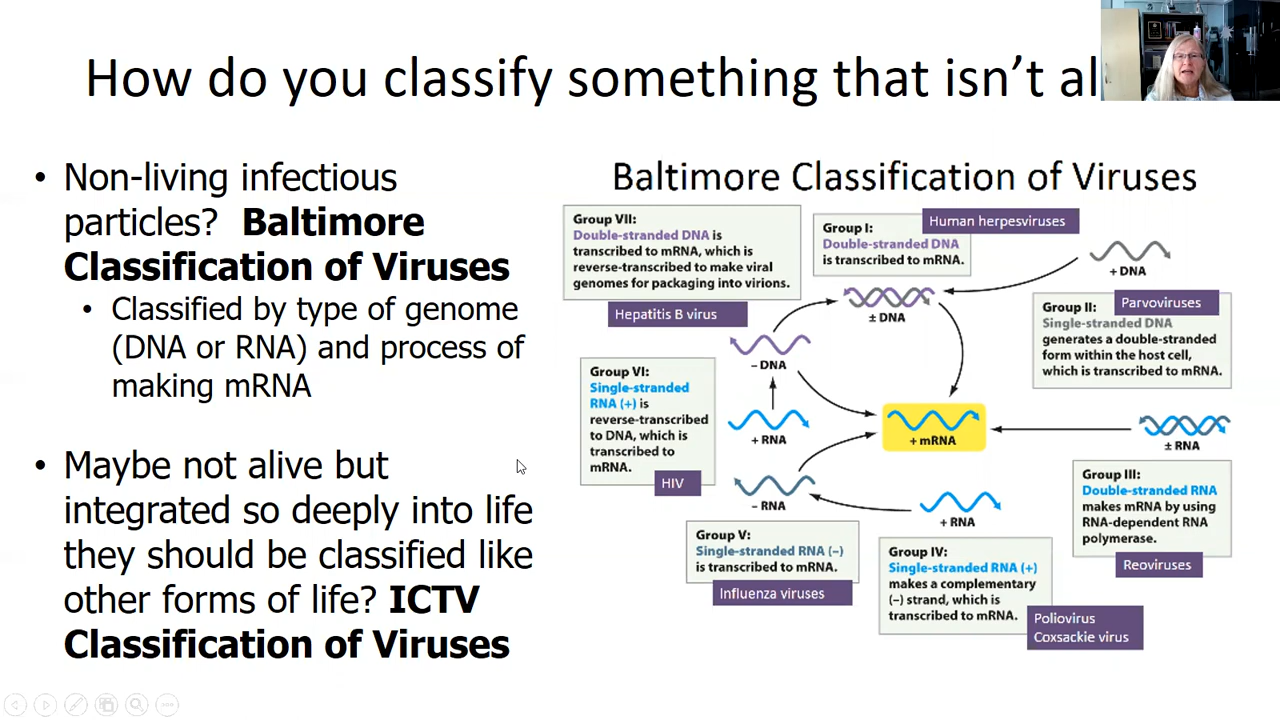 How do you classify something that isn't al
• Non-living infectious
particles? Baltimore
Classification of Viruses
• Classified by type of genome
(DNA or RNA) and process of
making mRNA
• Maybe not alive but
integrated so deeply into life
they should be classified like
other forms of life? ICTV
Classification of Viruses
Baltimore Classification of Viruses
Group VII:
Double-stranded DNA is
transcribed to mRNA, which is
reverse-transcribed to make viral
genomes for packaging into virions.
Hepatitis B virus
Group I:
Double-stranded DNA
is transcribed to mRNA.
Human herpesviruses
+ DNA
± DNA
Group II:
Single-stranded DNA
generates a double-stranded
form within the host cell,
which is transcribed to mRNA.
Parvoviruses
– DNA
Group VI:
Single-stranded
RNA (+) is
reverse-transcribed
to DNA, which is
transcribed to
mRNA.
HIV
+ RNA
+ mRNA
± RNA
Group III:
Double-stranded RNA
makes mRNA by using
RNA-dependent RNA
polymerase.
Reoviruses
– RNA
+ RNA
Group V:
Single-stranded RNA (–)
is transcribed to mRNA.
Influenza viruses
Group IV:
Single-stranded RNA (+)
makes a complementary
(–) strand, which is
transcribed to mRNA.
Poliovirus
Coxsackie virus